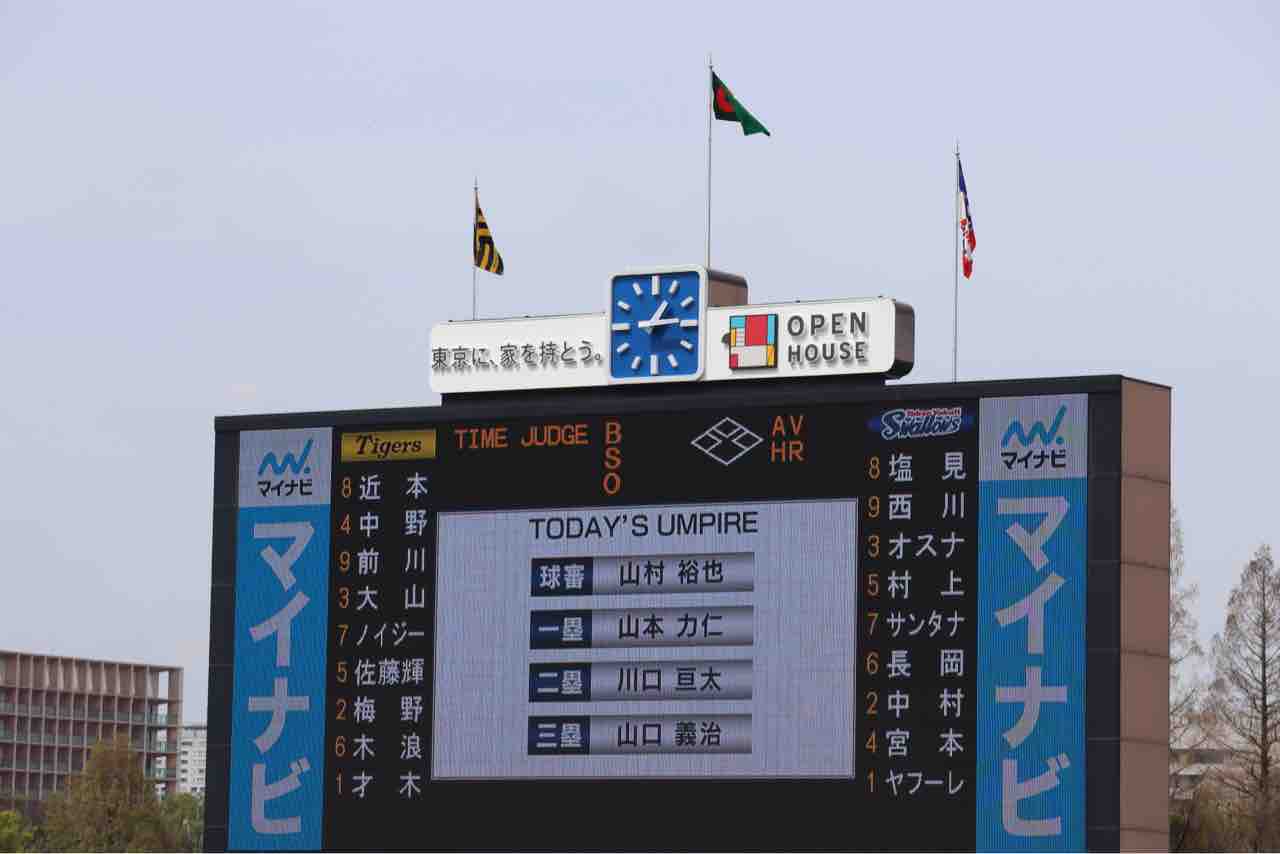 東京に、家を持とう。
OPEN
HOUSE
マイナビ
マイナビ
Tigers
8 近本
4 中野
9 前川
3 大山
7 ノイジー
5 佐藤輝
2 梅野
6 木浪
1 才木
TIME JUDGE
B
S
O
AV
HR
TODAY'S UMPIRE
球審 山村 裕也
一塁 山本 力仁
二塁 川口 亘太
三塁 山口 義治
Tokyo Yakult
Swallows
8 塩見
9 西川
3 オスナ
5 村上
7 サンタナ
6 長岡
2 中村
4 宮本
1 ヤフーレ
マイナビ
マイナビ